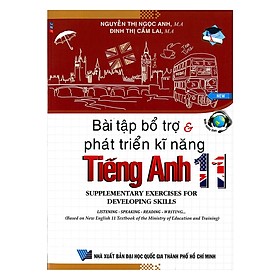 NGUYỄN THỊ NGỌC ANH, M.A
ĐINH THỊ CẨM LAI, M.A
NEW
Bài tập bổ trợ &
phát triển kĩ năng
Tiếng Anh 11
SUPPLEMENTARY EXERCISES FOR
DEVELOPING SKILLS
LISTENING - SPEAKING - READING - WRITING...
(Based on New English 11 Textbook of the Ministry of Education and Training)
NHÀ XUẤT BẢN ĐẠI HỌC QUỐC GIA THÀNH PHỐ HỒ CHÍ MINH